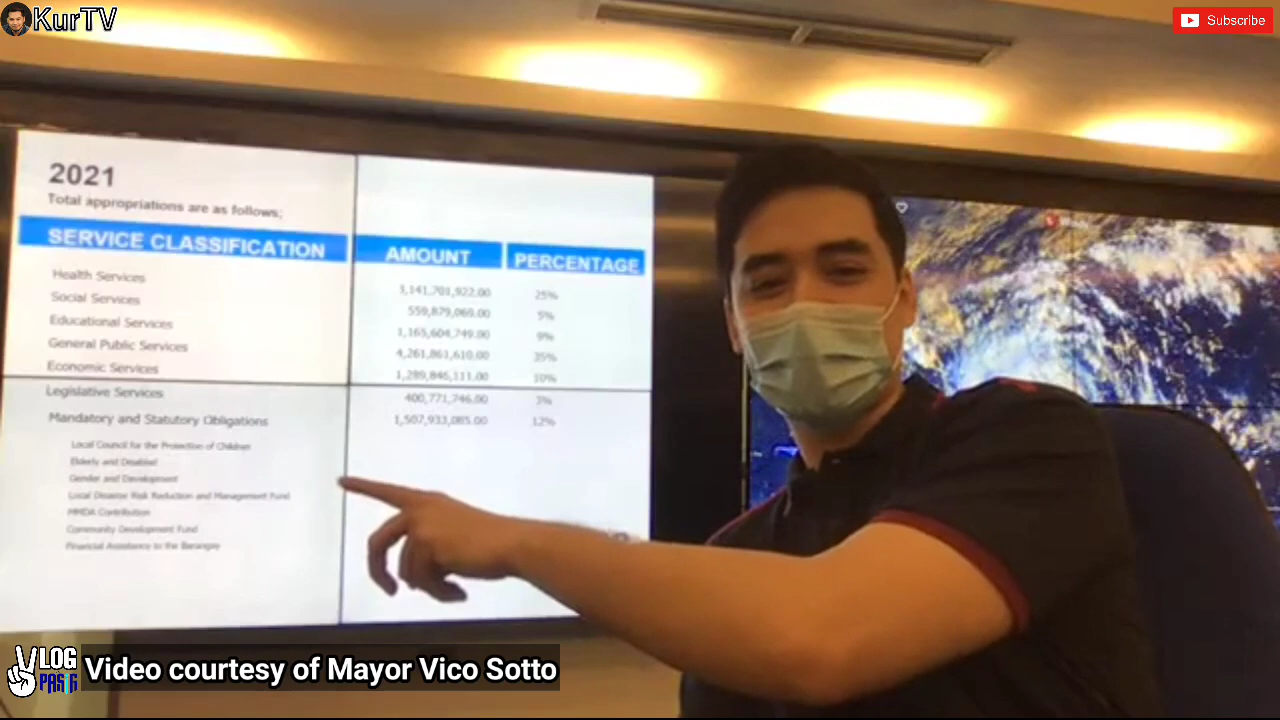 KurTV
Subscribe
2021
Total appropriations are as follows;
SERVICE CLASSIFICATION AMOUNT PERCENTAGE
Health Services 3,141,701,922.00 25%
Social Services 559,879,069.00 5%
Educational Services 1,165,604,749.00 9%
General Public Services 4,261,861,610.00 35%
Economic Services 1,289,846,111.00 10%
Legislative Services 400,771,746.00 3%
Mandatory and Statutory Obligations 1,507,933,085.00 12%
Local Council for the Protection of Children
Elderly and Disabled
Gender and Development
Local Disaster Risk Reduction and Management Fund
MMDA Contribution
Community Development Fund
Financial Assistance to the Barangay
VLOG
PASIG
Video courtesy of Mayor Vico Sotto